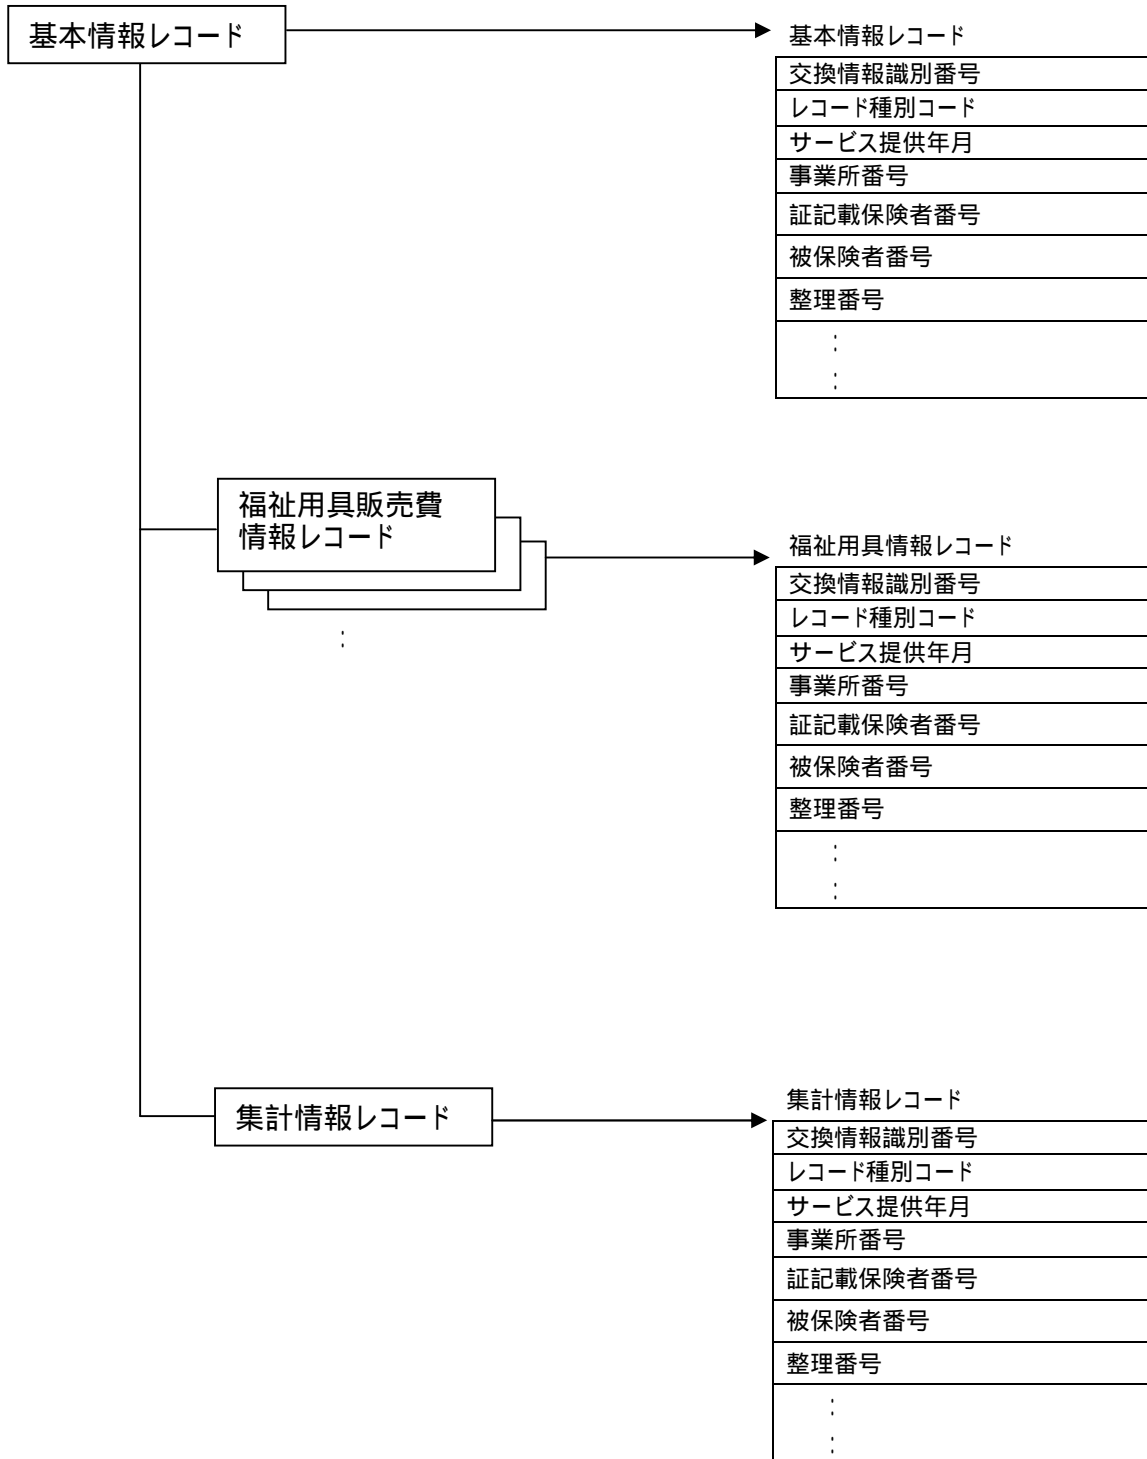 基本情報レコード
基本情報レコード
交換情報識別番号
レコード種別コード
サービス提供年月
事業所番号
証記載保険者番号
被保険者番号
整理番号
:
:
福祉用具販売費
情報レコード
:
福祉用具情報レコード
交換情報識別番号
レコード種別コード
サービス提供年月
事業所番号
証記載保険者番号
被保険者番号
整理番号
:
:
集計情報レコード
集計情報レコード
交換情報識別番号
レコード種別コード
サービス提供年月
事業所番号
証記載保険者番号
被保険者番号
整理番号
:
: